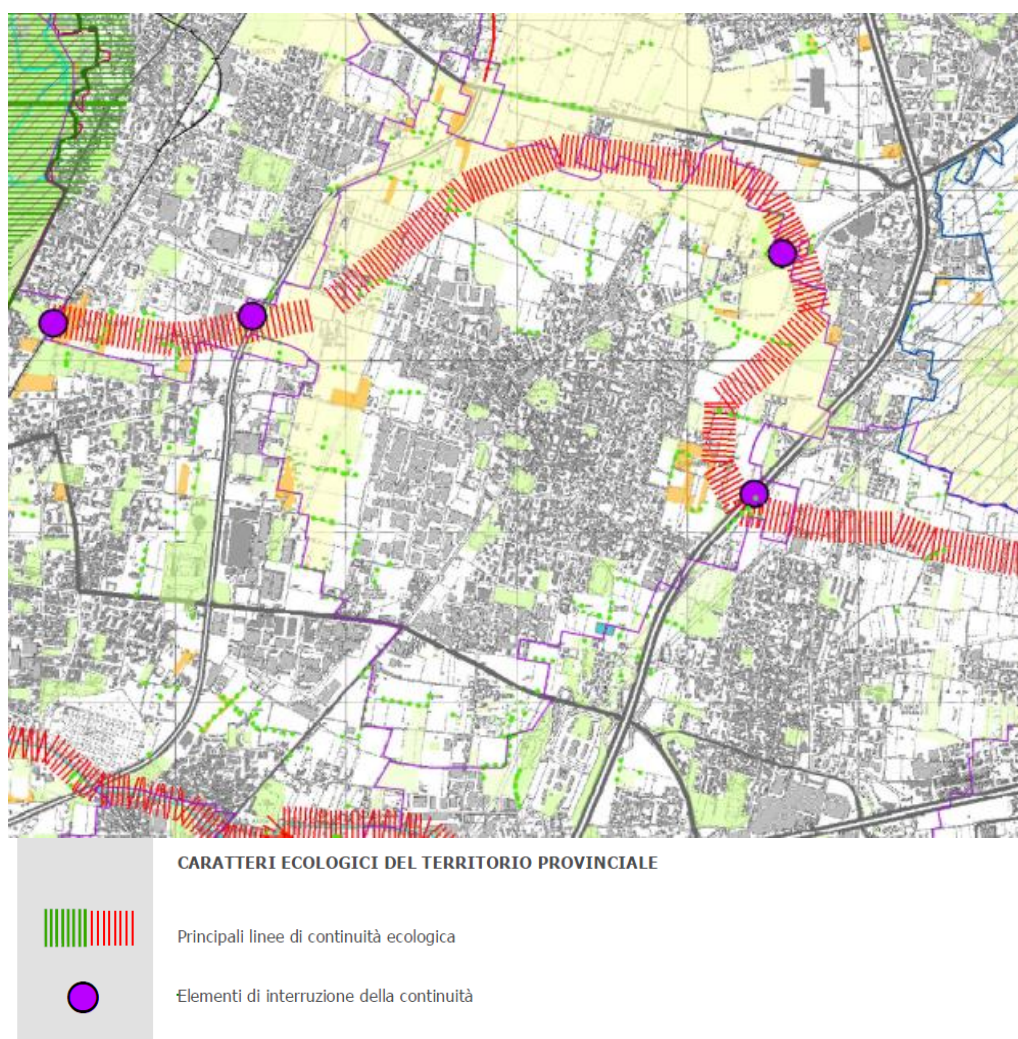 CARATTERI ECOLOGICI DEL TERRITORIO PROVINCIALE
Principali linee di continuità ecologica
Elementi di interruzione della continuità